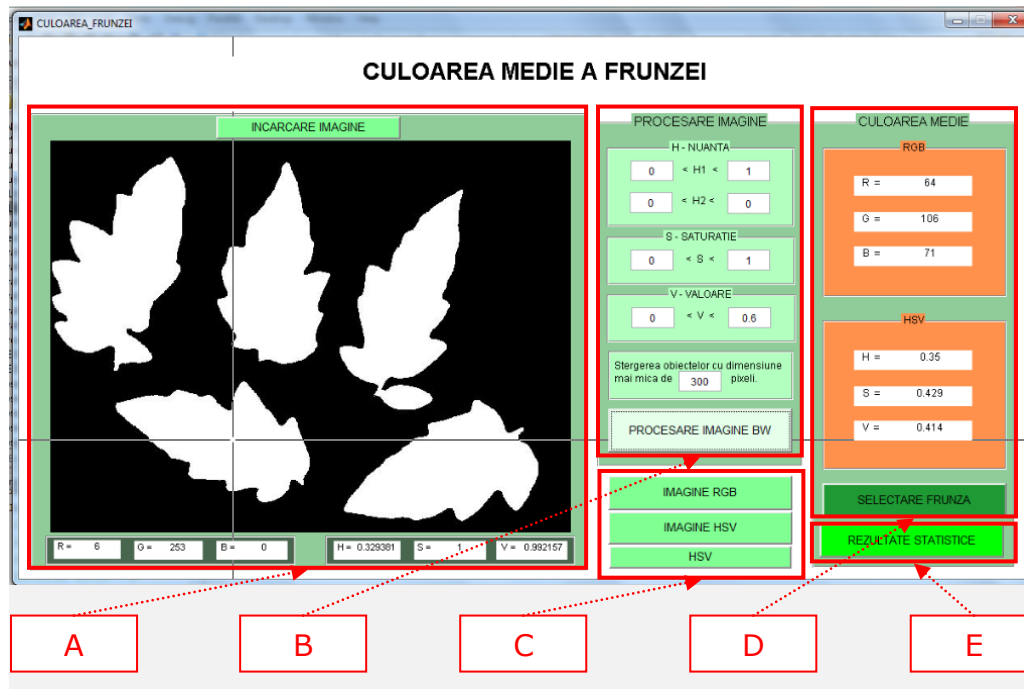 CULOAREA_FRUNZEI
CULOAREA MEDIE A FRUNZEI
INCARCARE IMAGINE
R = 6 G = 253 B = 0 H = 0.329381 S = 1 V = 0.992157
PROCESARE IMAGINE
H - NUANTA
0 < H1 < 1
0 < H2 < 0
S - SATURATIE
0 < S < 1
V - VALOARE
0 < V < 0.6
Stergerea obiectelor cu dimensiune
mai mica de 300 pixeli.
PROCESARE IMAGINE BW
IMAGINE RGB
IMAGINE HSV
HSV
CULOAREA MEDIE
RGB
R = 64
G = 106
B = 71
HSV
H = 0.35
S = 0.429
V = 0.414
SELECTARE FRUNZA
REZULTATE STATISTICE
A B C D E